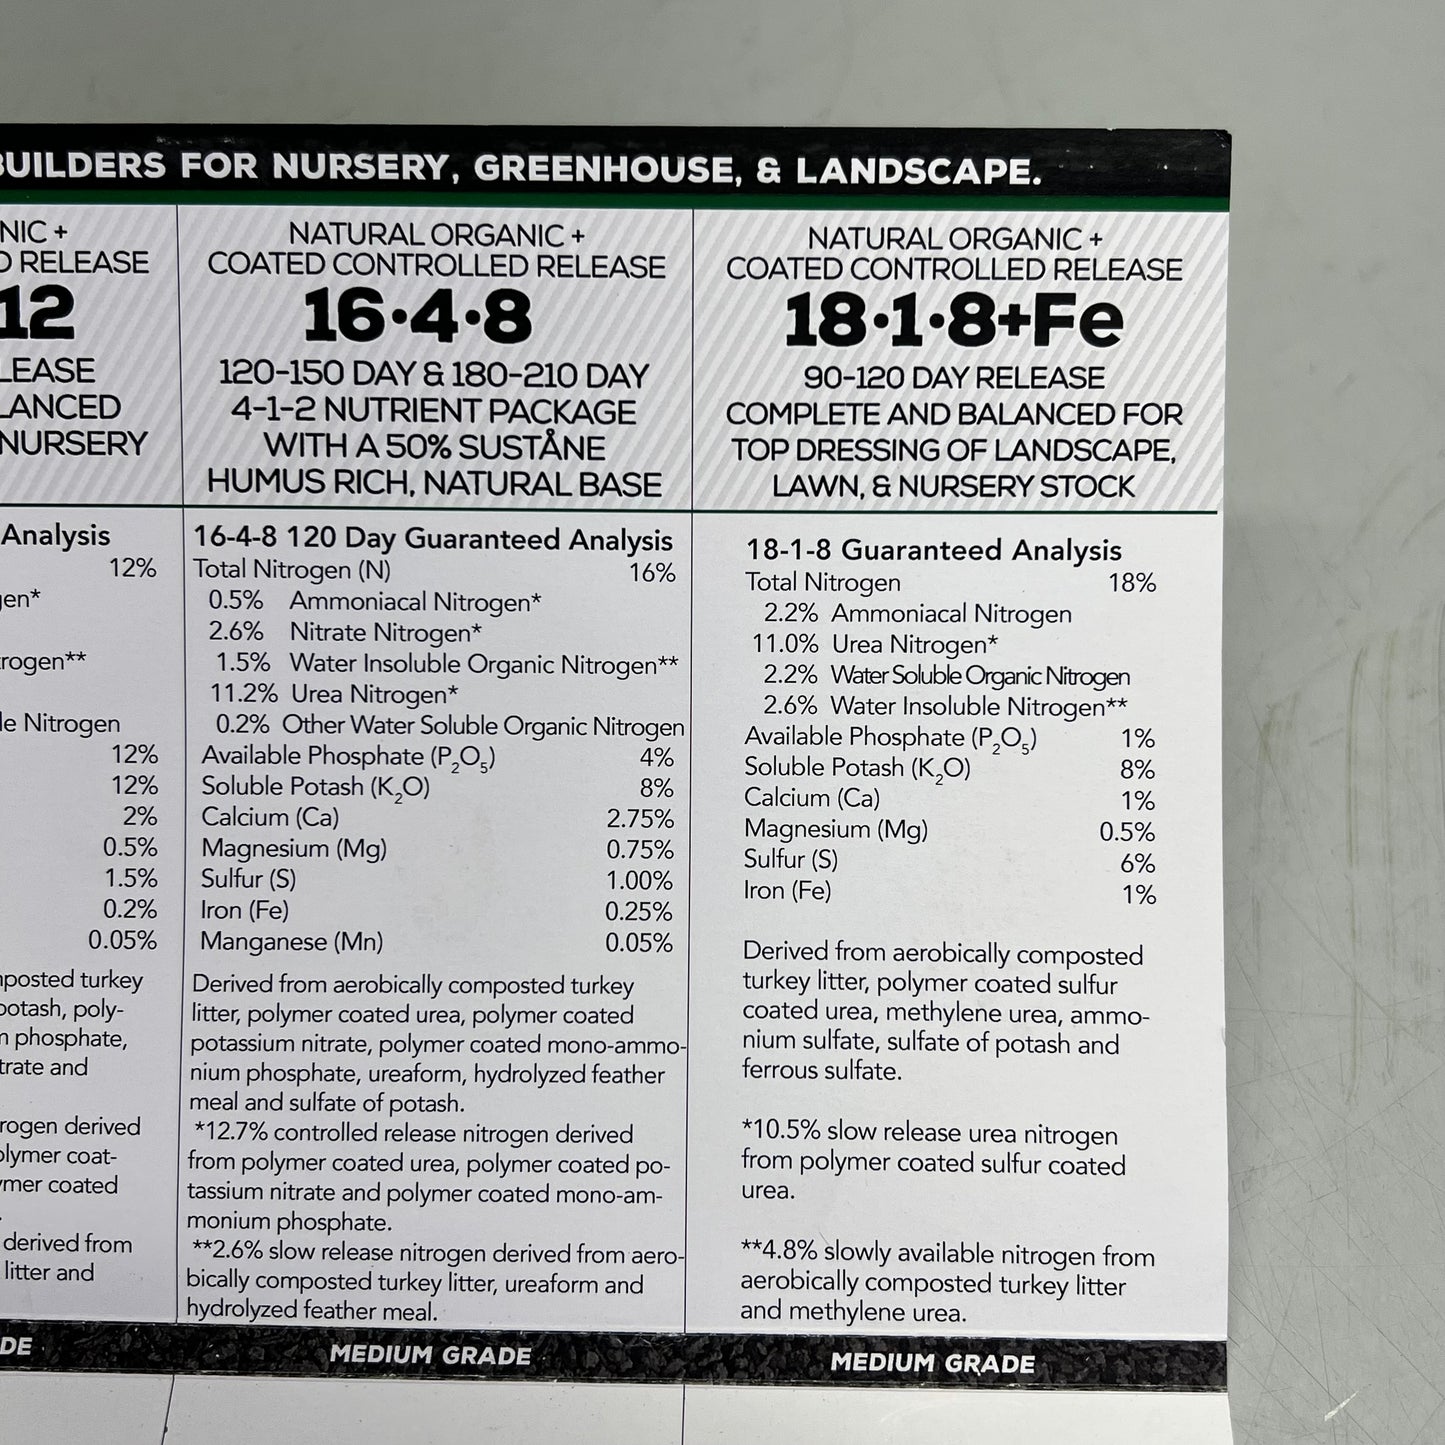 BUILDERS FOR NURSERY, GREENHOUSE, & LANDSCAPE.
NIC +
RELEASE
12
LEASE
LANCED
NURSERY
Analysis
12%
gen*
rogen**
le Nitrogen
12%
12%
2%
0.5%
1.5%
0.2%
0.05%
mposted turkey
potash, poly-
m phosphate,
trate and
rogen derived
olymer coat-
ymer coated
derived from
litter and
DE
NATURAL ORGANIC +
COATED CONTROLLED RELEASE
16•4•8
120-150 DAY & 180-210 DAY
4-1-2 NUTRIENT PACKAGE
WITH A 50% SUSTÅNE
HUMUS RICH, NATURAL BASE
16-4-8 120 Day Guaranteed Analysis
Total Nitrogen (N) 16%
0.5% Ammoniacal Nitrogen*
2.6% Nitrate Nitrogen*
1.5% Water Insoluble Organic Nitrogen**
11.2% Urea Nitrogen*
0.2% Other Water Soluble Organic Nitrogen
Available Phosphate (P2O5) 4%
Soluble Potash (K2O) 8%
Calcium (Ca) 2.75%
Magnesium (Mg) 0.75%
Sulfur (S) 1.00%
Iron (Fe) 0.25%
Manganese (Mn) 0.05%
Derived from aerobically composted turkey
litter, polymer coated urea, polymer coated
potassium nitrate, polymer coated mono-ammo-
nium phosphate, ureaform, hydrolyzed feather
meal and sulfate of potash.
*12.7% controlled release nitrogen derived
from polymer coated urea, polymer coated po-
tassium nitrate and polymer coated mono-am-
monium phosphate.
**2.6% slow release nitrogen derived from aero-
bically composted turkey litter, ureaform and
hydrolyzed feather meal.
MEDIUM GRADE
NATURAL ORGANIC +
COATED CONTROLLED RELEASE
18•1•8+Fe
90-120 DAY RELEASE
COMPLETE AND BALANCED FOR
TOP DRESSING OF LANDSCAPE,
LAWN, & NURSERY STOCK
18-1-8 Guaranteed Analysis
Total Nitrogen 18%
2.2% Ammoniacal Nitrogen
11.0% Urea Nitrogen*
2.2% Water Soluble Organic Nitrogen
2.6% Water Insoluble Nitrogen**
Available Phosphate (P2O5) 1%
Soluble Potash (K2O) 8%
Calcium (Ca) 1%
Magnesium (Mg) 0.5%
Sulfur (S) 6%
Iron (Fe) 1%
Derived from aerobically composted
turkey litter, polymer coated sulfur
coated urea, methylene urea, ammo-
nium sulfate, sulfate of potash and
ferrous sulfate.
*10.5% slow release urea nitrogen
from polymer coated sulfur coated
urea.
**4.8% slowly available nitrogen from
aerobically composted turkey litter
and methylene urea.
MEDIUM GRADE